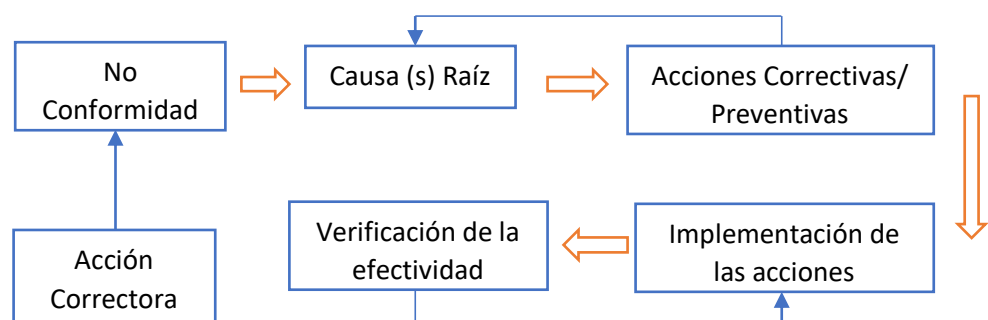 No
Conformidad
Causa (s) Raíz
Acciones Correctivas/
Preventivas
Acción
Correctora
Verificación de la
efectividad
Implementación de
las acciones